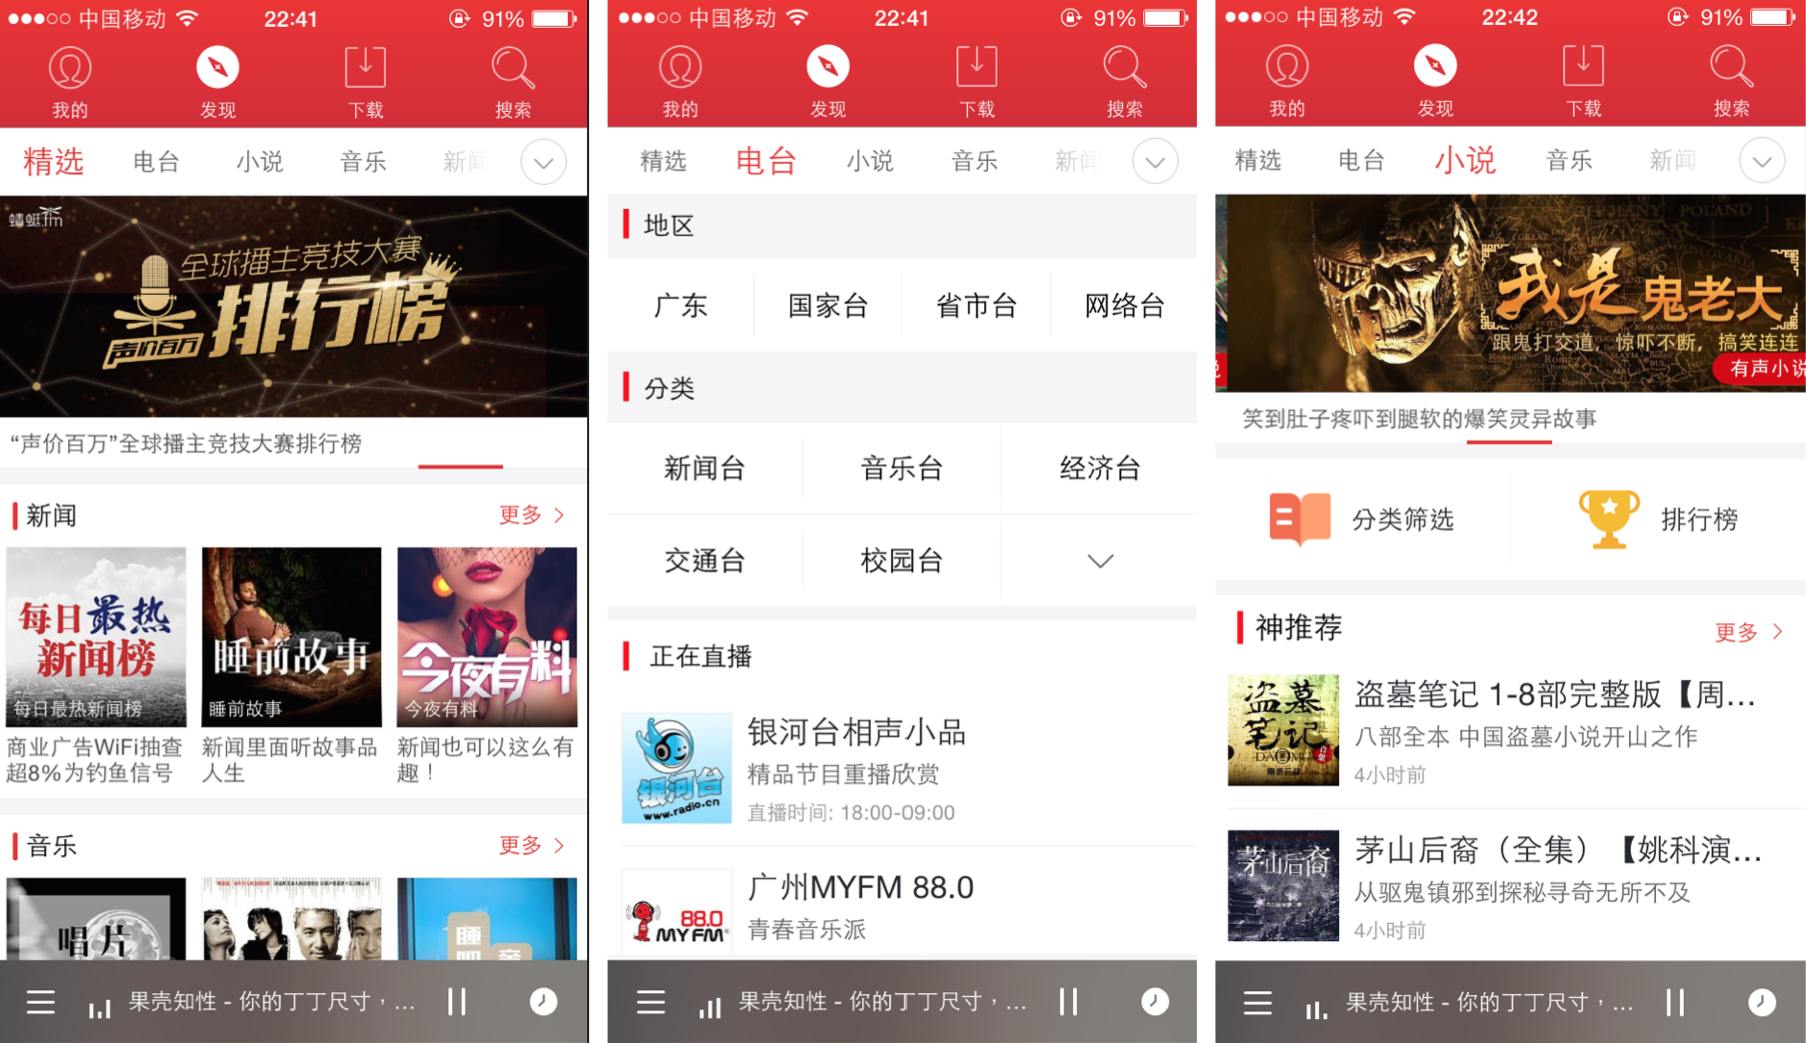 中国移动 22:41 91%
我的 发现 下载 搜索
精选 电台 小说 音乐 新闻
蜻蜓.fm
全球播主竞技大赛
声价百万 排行榜
“声价百万”全球播主竞技大赛排行榜
新闻 更多
每日最热
新闻榜
每日最热新闻榜
商业广告WiFi抽查
超8%为钓鱼信号
睡前故事
睡前故事
新闻里面听故事品
人生
今夜有料
今夜有料
新闻也可以这么有
趣！
音乐 更多
唱片
睡吧
果壳知性 - 你的丁丁尺寸，...
中国移动 22:41 91%
我的 发现 下载 搜索
精选 电台 小说 音乐 新闻
地区
广东 国家台 省市台 网络台
分类
新闻台 音乐台 经济台
交通台 校园台
正在直播
银河台
www.radio.cn
银河台相声小品
精品节目重播欣赏
直播时间: 18:00-09:00
88.0
MY FM
广州MYFM 88.0
青春音乐派
果壳知性 - 你的丁丁尺寸，...
中国移动 22:42 91%
我的 发现 下载 搜索
精选 电台 小说 音乐 新闻
我是鬼老大
跟鬼打交道，惊吓不断，搞笑连连
有声小说
笑到肚子疼吓到腿软的爆笑灵异故事
分类筛选 排行榜
神推荐 更多
盗墓
笔记
盗墓笔记 1-8部完整版【周...
八部全本 中国盗墓小说开山之作
4小时前
茅山后裔
茅山后裔（全集）【姚科演...
从驱鬼镇邪到探秘寻奇无所不及
4小时前
果壳知性 - 你的丁丁尺寸，...